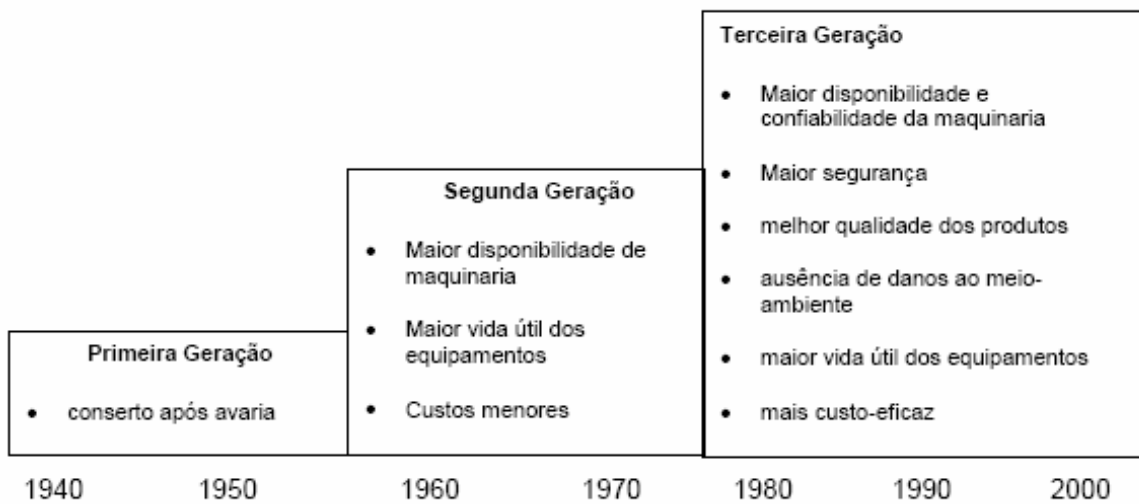 Primeira Geração
• conserto após avaria
Segunda Geração
• Maior disponibilidade de
maquinaria
• Maior vida útil dos
equipamentos
• Custos menores
Terceira Geração
• Maior disponibilidade e
confiabilidade da maquinaria
• Maior segurança
• melhor qualidade dos produtos
• ausência de danos ao meio-
ambiente
• maior vida útil dos equipamentos
• mais custo-eficaz
1940 1950 1960 1970 1980 1990 2000